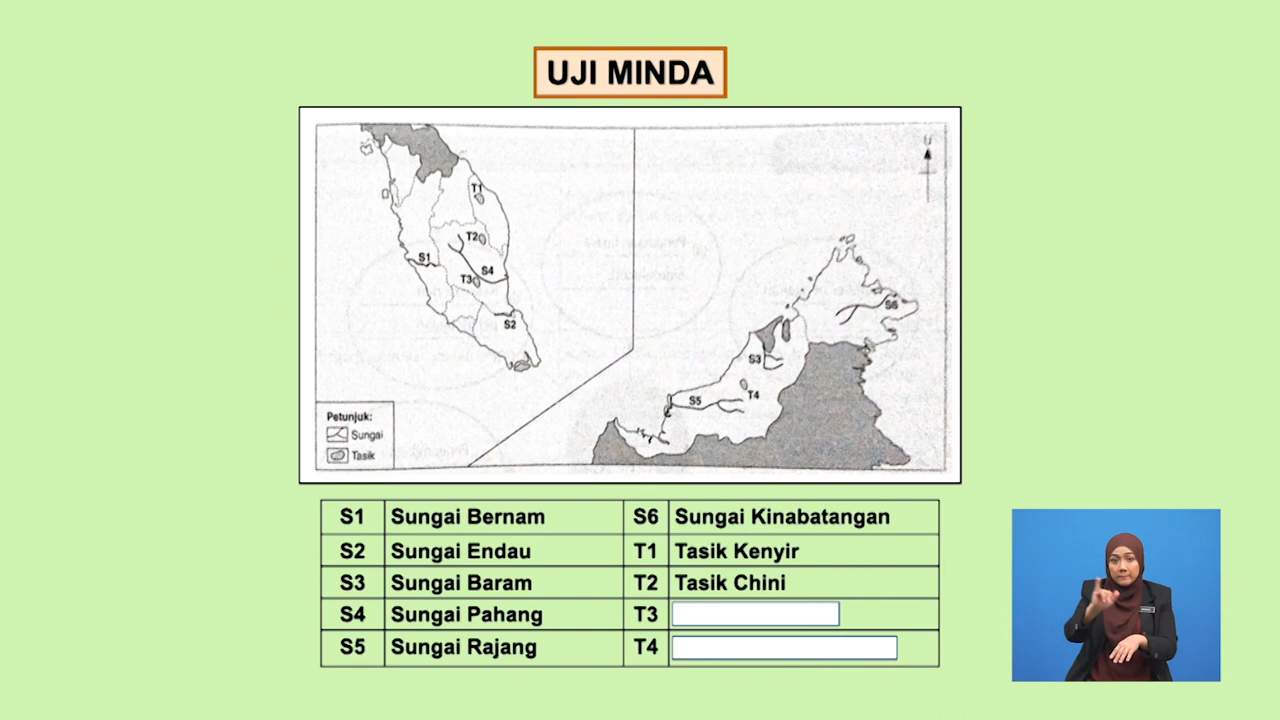 UJI MINDA
U
T1
T2
S1
S4
T3
S2
S6
S3
T4
S5
Petunjuk:
Sungai
Tasik
S1 Sungai Bernam S6 Sungai Kinabatangan
S2 Sungai Endau T1 Tasik Kenyir
S3 Sungai Baram T2 Tasik Chini
S4 Sungai Pahang T3
S5 Sungai Rajang T4